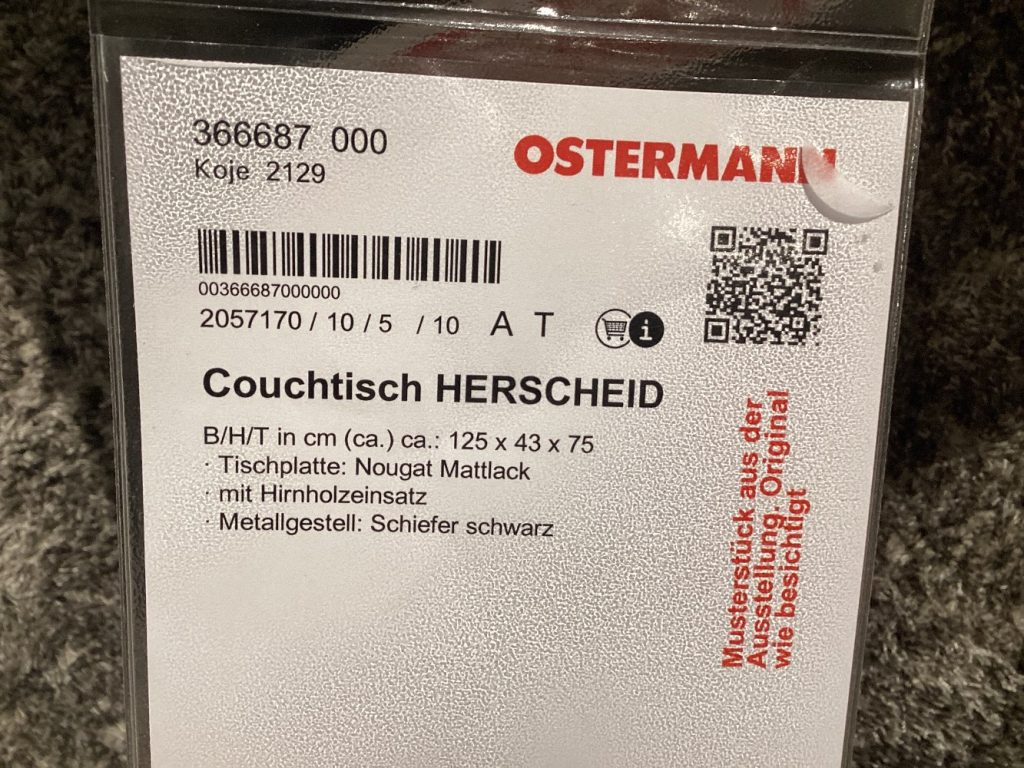 366687 000
Koje 2129
OSTERMANN
00366687000000
2057170 / 10 / 5 / 10 A T
Couchtisch HERSCHEID
B/H/T in cm (ca.) ca.: 125 x 43 x 75
· Tischplatte: Nougat Mattlack
· mit Hirnholzeinsatz
· Metallgestell: Schiefer schwarz
Musterstück aus der
Ausstellung. Original
wie besichtigt